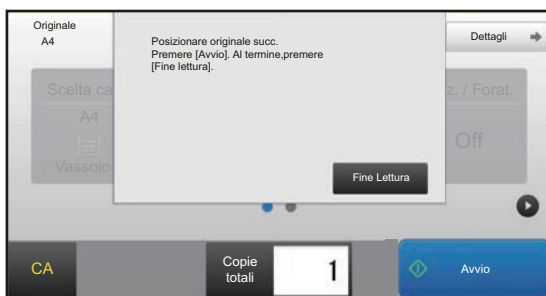 Originale
A4
Posizionare originale succ.
Premere [Avvio]. Al termine,premere
[Fine lettura].
Dettagli
Scelta ca
A4
Vassoio
z. / Forat.
Off
Fine Lettura
CA
Copie
totali
1
Avvio